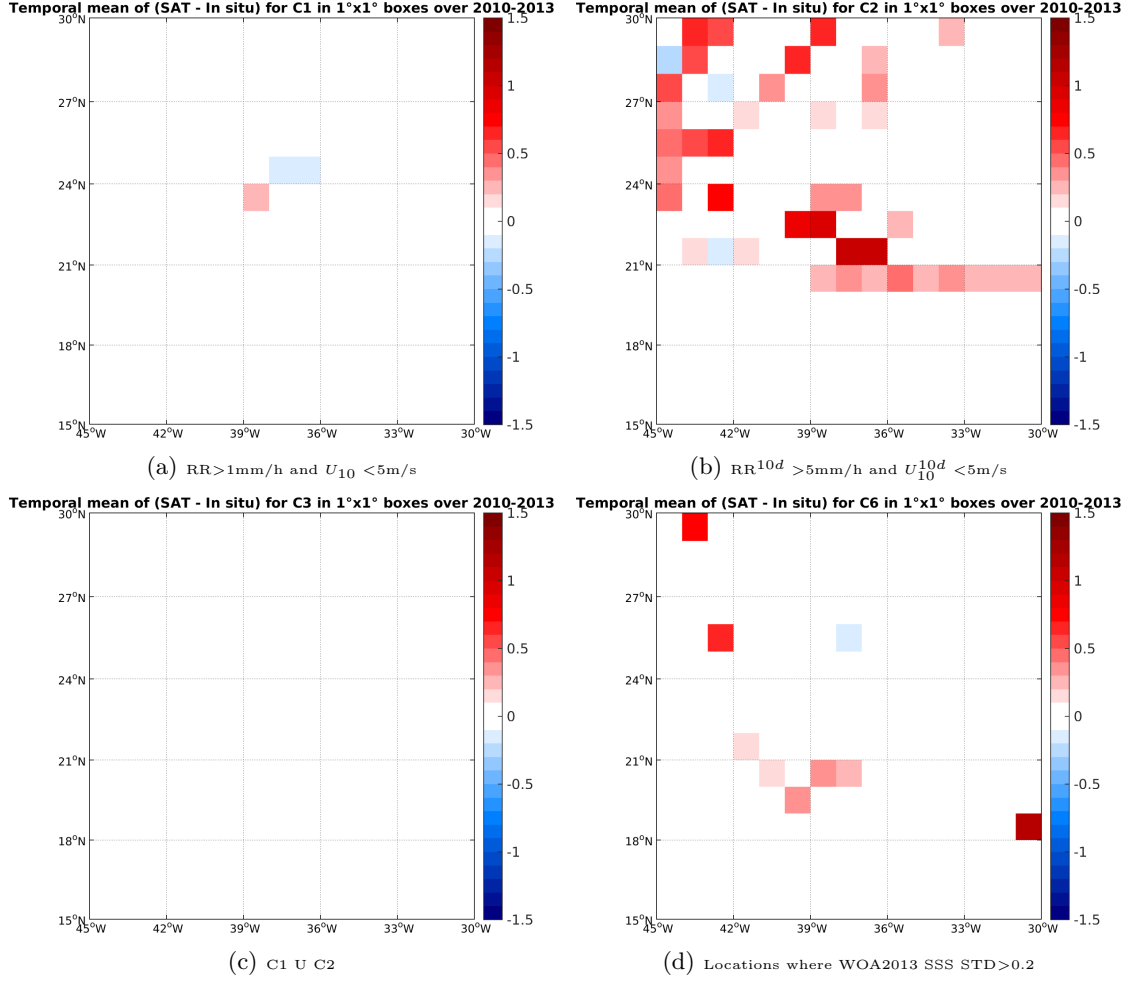 Temporal mean of (SAT - In situ) for C1 in 1°x1° boxes over 2010-2013
30°N
27°N
24°N
21°N
18°N
15°N
45°W 42°W 39°W 36°W 33°W 30°W
1.5
1
0.5
0
-0.5
-1
-1.5
(a) RR>1mm/h and U10 <5m/s
Temporal mean of (SAT - In situ) for C2 in 1°x1° boxes over 2010-2013
30°N
27°N
24°N
21°N
18°N
15°N
45°W 42°W 39°W 36°W 33°W 30°W
1.5
1
0.5
0
-0.5
-1
-1.5
(b) RR10d >5mm/h and U10d10 <5m/s
Temporal mean of (SAT - In situ) for C3 in 1°x1° boxes over 2010-2013
30°N
27°N
24°N
21°N
18°N
15°N
45°W 42°W 39°W 36°W 33°W 30°W
1.5
1
0.5
0
-0.5
-1
-1.5
(c) C1 U C2
Temporal mean of (SAT - In situ) for C6 in 1°x1° boxes over 2010-2013
30°N
27°N
24°N
21°N
18°N
15°N
45°W 42°W 39°W 36°W 33°W 30°W
1.5
1
0.5
0
-0.5
-1
-1.5
(d) Locations where WOA2013 SSS STD>0.2